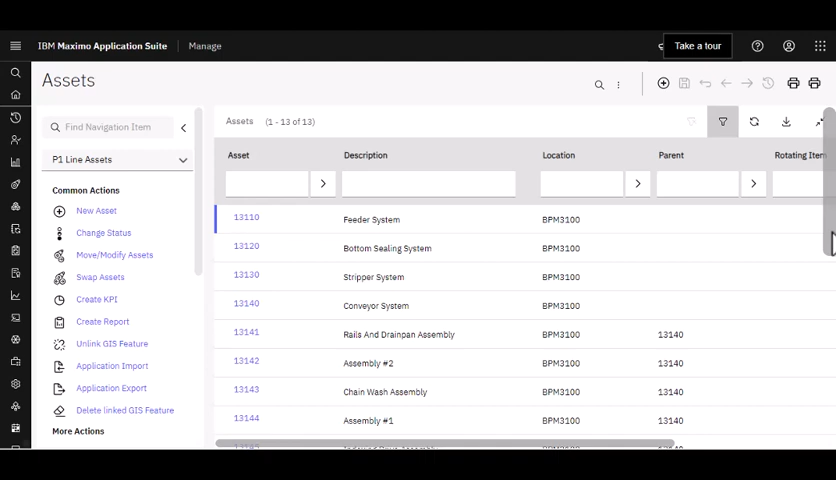 IBM Maximo Application Suite Manage Take a tour
Assets
Find Navigation Item
P1 Line Assets
Common Actions
New Asset
Change Status
Move/Modify Assets
Swap Assets
Create KPI
Create Report
Unlink GIS Feature
Application Import
Application Export
Delete linked GIS Feature
More Actions
Assets (1 - 13 of 13)
Asset Description Location Parent Rotating Item
13110 Feeder System BPM3100
13120 Bottom Sealing System BPM3100
13130 Stripper System BPM3100
13140 Conveyor System BPM3100
13141 Rails And Drainpan Assembly BPM3100 13140
13142 Assembly #2 BPM3100 13140
13143 Chain Wash Assembly BPM3100 13140
13144 Assembly #1 BPM3100 13140